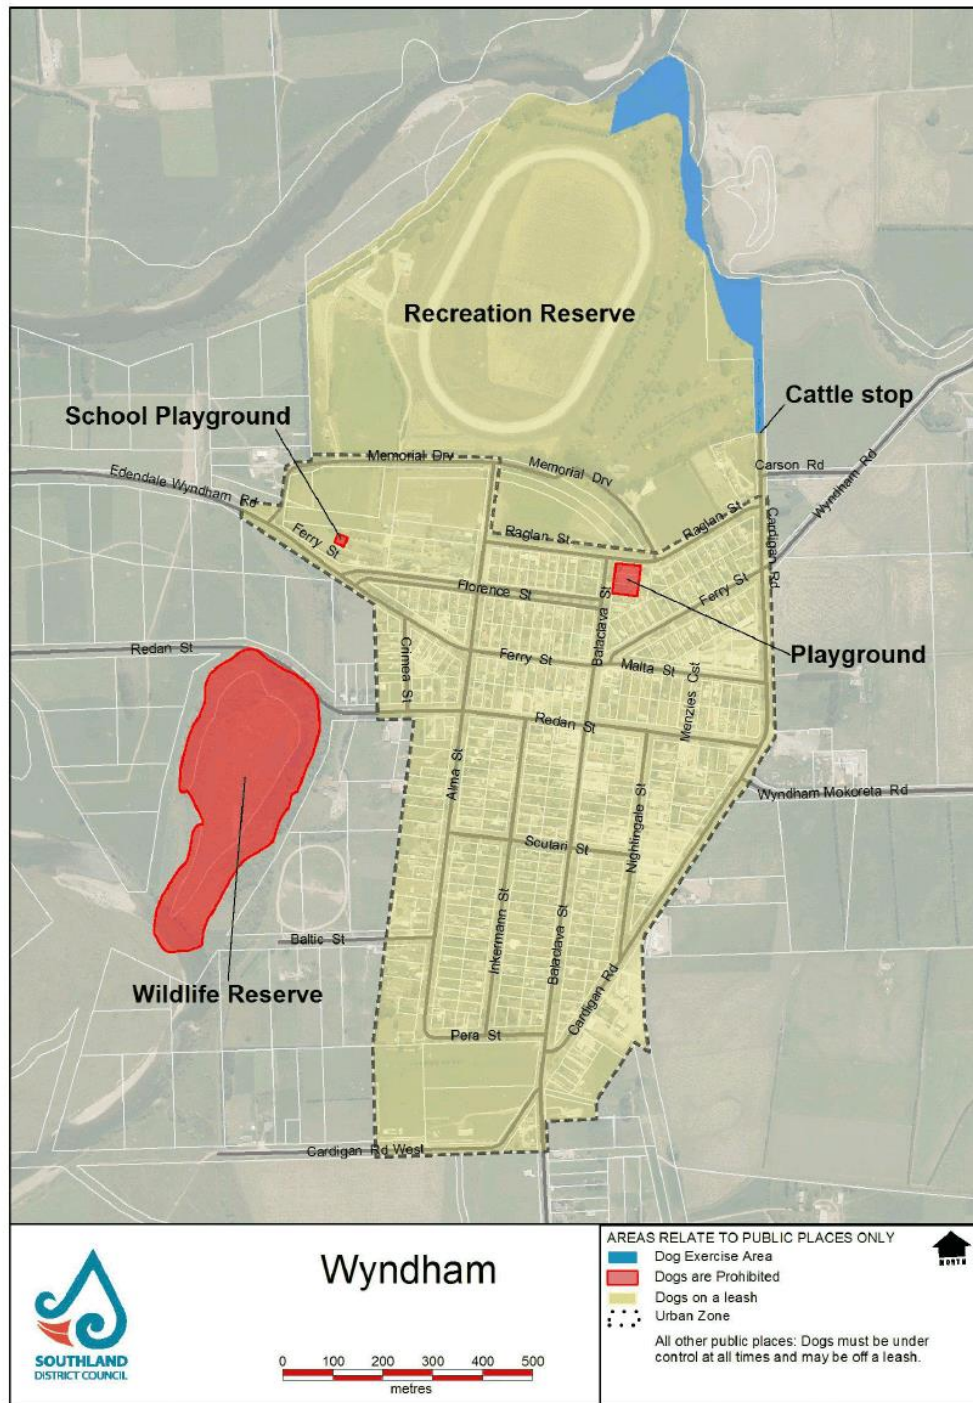 Recreation Reserve
Cattle stop
School Playground
Memorial Drv
Memorial Drv
Carson Rd
Edendale Wyndham Rd
Wyndham Rd
Raglan St
Raglan St
Cardigan Rd
Ferry St
Florence St
Ferry St
Balaclava St
Redan St
Crimea St
Ferry St
Malta St
Menzies Cst
Playground
Redan St
Alma St
Nightingale St
Wyndham Mokoreta Rd
Scutari St
Inkermann St
Balaclava St
Baltic St
Cardigan Rd
Wildlife Reserve
Pera St
Cardigan Rd West
SOUTHLAND
DISTRICT COUNCIL
Wyndham
0 100 200 300 400 500
metres
AREAS RELATE TO PUBLIC PLACES ONLY
Dog Exercise Area
Dogs are Prohibited
Dogs on a leash
Urban Zone
All other public places: Dogs must be under
control at all times and may be off a leash.
NORTH